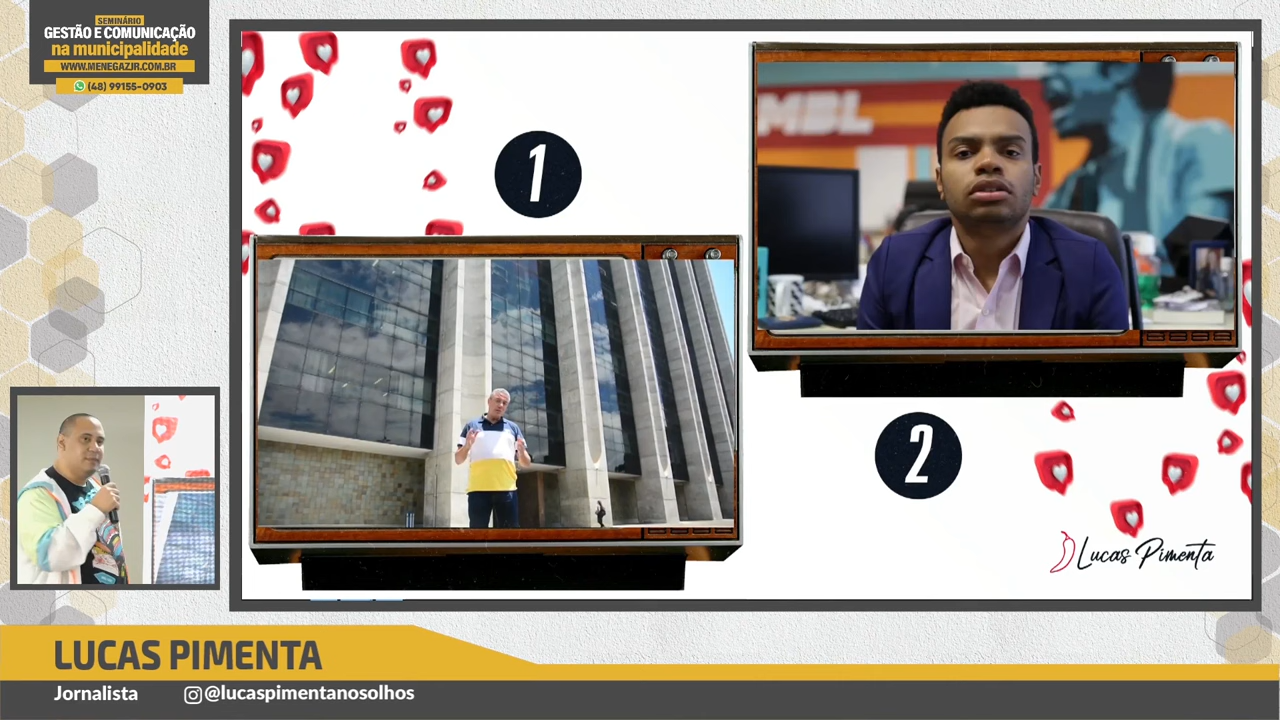 SEMINÁRIO
GESTÃO E COMUNICAÇÃO
na municipalidade
WWW.MENEGAZJR.COM.BR
(48) 99155-0903
1
MBL
2
Lucas Pimenta
LUCAS PIMENTA
Jornalista
@lucaspimentanosolhos